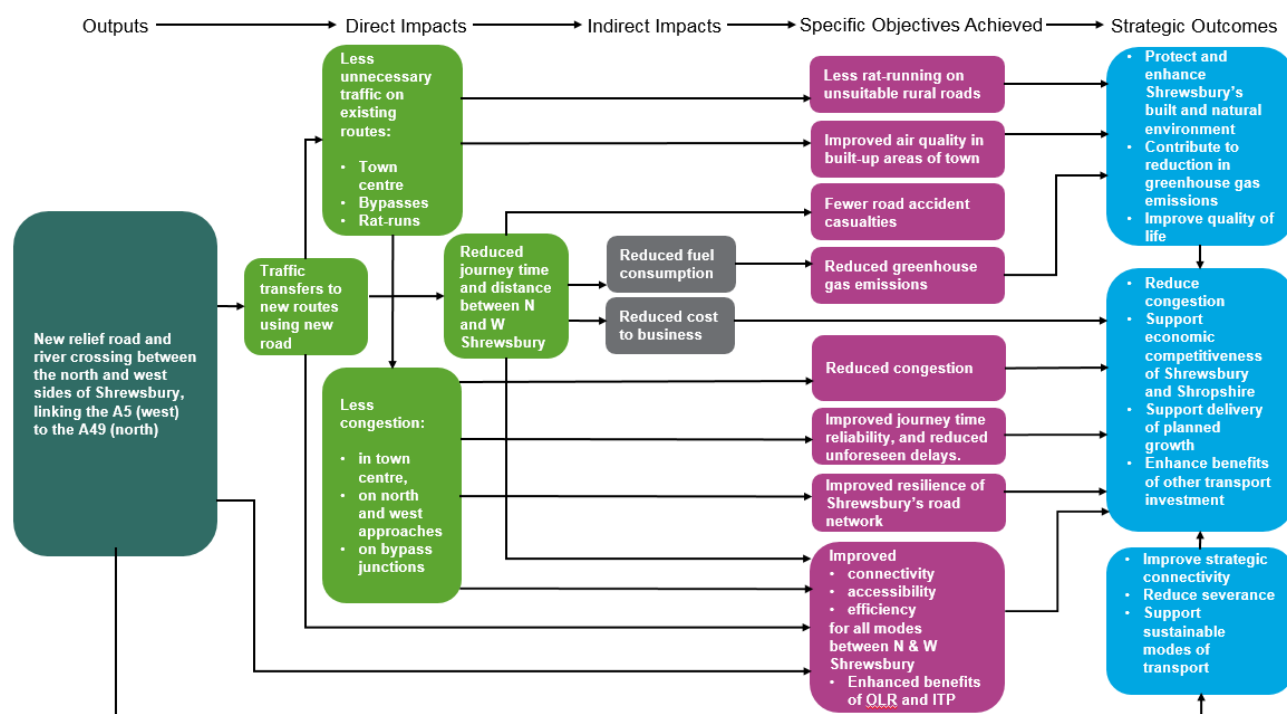 Outputs
Direct Impacts
Indirect Impacts
Specific Objectives Achieved
Strategic Outcomes
New relief road and
river crossing between
the north and west
sides of Shrewsbury,
linking the A5 (west)
to the A49 (north)
Traffic
transfers to
new routes
using new
road
Less
unnecessary
traffic on
existing
routes:
• Town
centre
• Bypasses
• Rat-runs
Less
congestion:
• in town
centre,
• on north
and west
approaches
• on bypass
junctions
Reduced
journey time
and distance
between N
and W
Shrewsbury
Reduced fuel
consumption
Reduced cost
to business
Less rat-running on
unsuitable rural roads
Improved air quality in
built-up areas of town
Fewer road accident
casualties
Reduced greenhouse
gas emissions
Reduced congestion
Improved journey time
reliability, and reduced
unforeseen delays.
Improved resilience of
Shrewsbury's road
network
Improved
• connectivity
• accessibility
• efficiency
for all modes
between N & W
Shrewsbury
• Enhanced benefits
of OLR and ITP
• Protect and
enhance
Shrewsbury's
built and natural
environment
• Contribute to
reduction in
greenhouse gas
emissions
• Improve quality of
life
• Reduce
congestion
• Support
economic
competitiveness
of Shrewsbury
and Shropshire
• Support delivery
of planned
growth
• Enhance benefits
of other transport
investment
• Improve strategic
connectivity
• Reduce severance
• Support
sustainable
modes of
transport